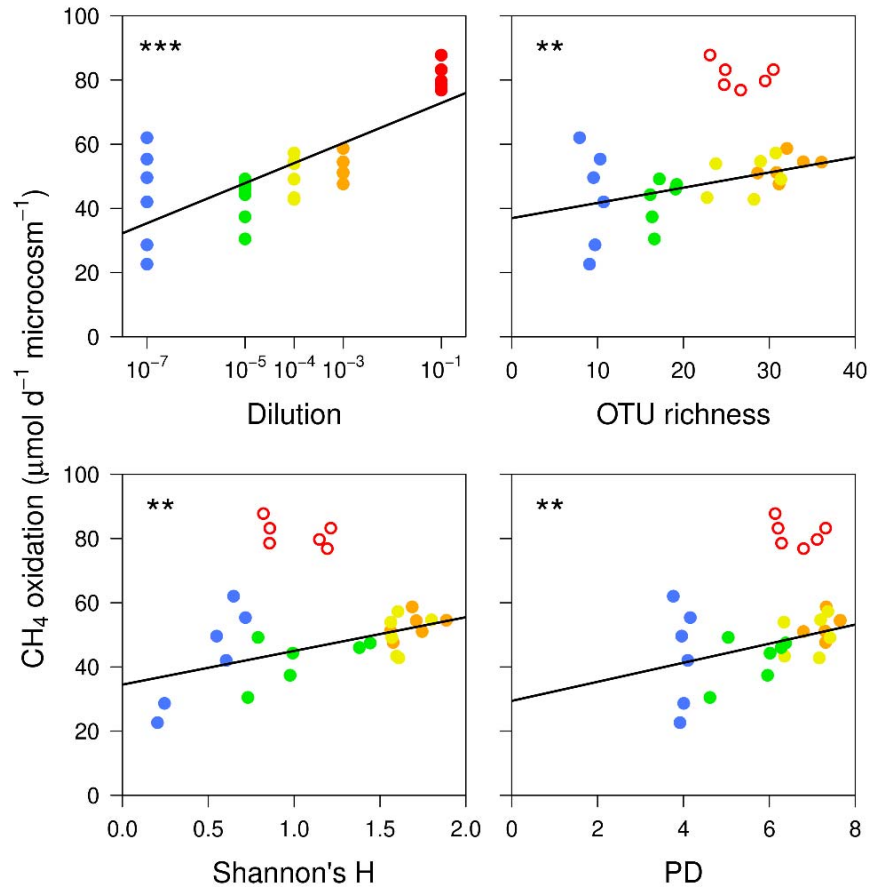 CH₄ oxidation (μmol d⁻¹ microcosm⁻¹)
***
100
80
60
40
20
0
10⁻⁷ 10⁻⁵ 10⁻⁴ 10⁻³ 10⁻¹
Dilution
**
0 10 20 30 40
OTU richness
**
100
80
60
40
20
0
0.0 0.5 1.0 1.5 2.0
Shannon's H
**
0 2 4 6 8
PD